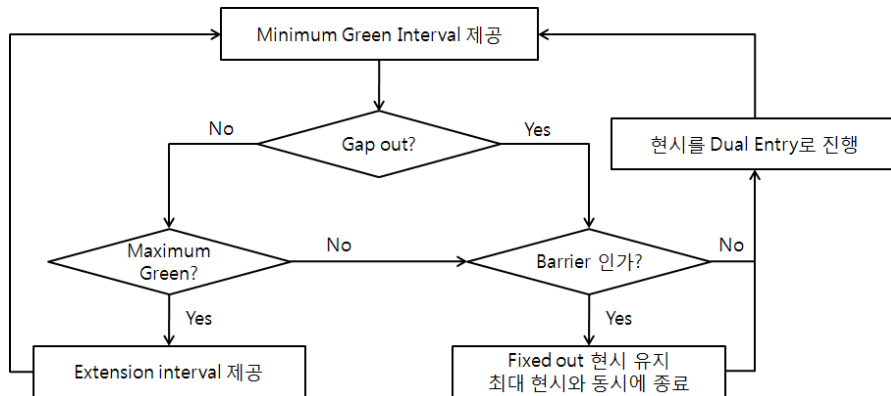 Minimum Green Interval 제공
No
Yes
Gap out?
현시를 Dual Entry로 진행
Maximum
Green?
No
Barrier 인가?
No
Yes
Yes
Extension interval 제공
Fixed out 현시 유지
최대 현시와 동시에 종료